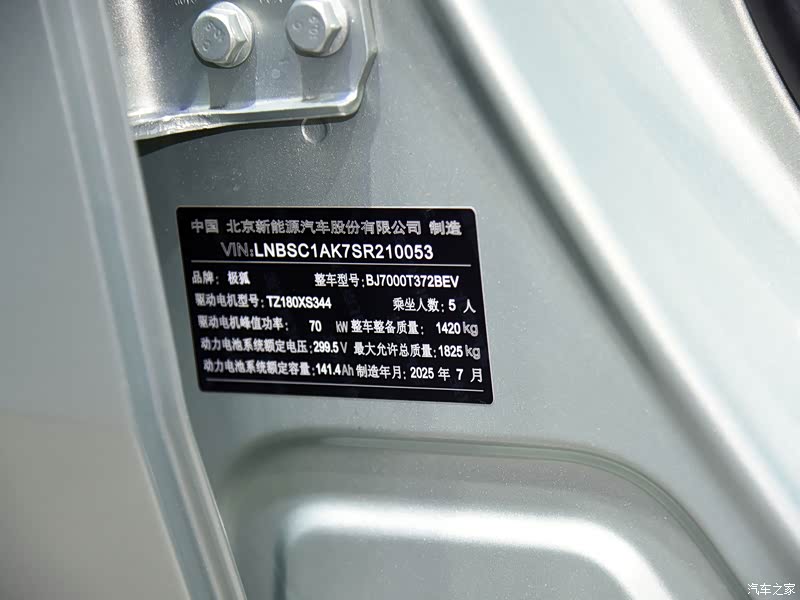 中国 北京新能源汽车股份有限公司 制造
VIN:LNBSC1AK7SR210053
品牌：极狐 整车型号:BJ7000T372BEV
驱动电机型号:TZ180XS344 乘坐人数: 5 人
驱动电机峰值功率: 70 kW 整车整备质量: 1420 kg
动力电池系统额定电压:299.5 V 最大允许总质量:1825 kg
动力电池系统额定容量:141.4 Ah 制造年月: 2025 年 7 月
汽车之家